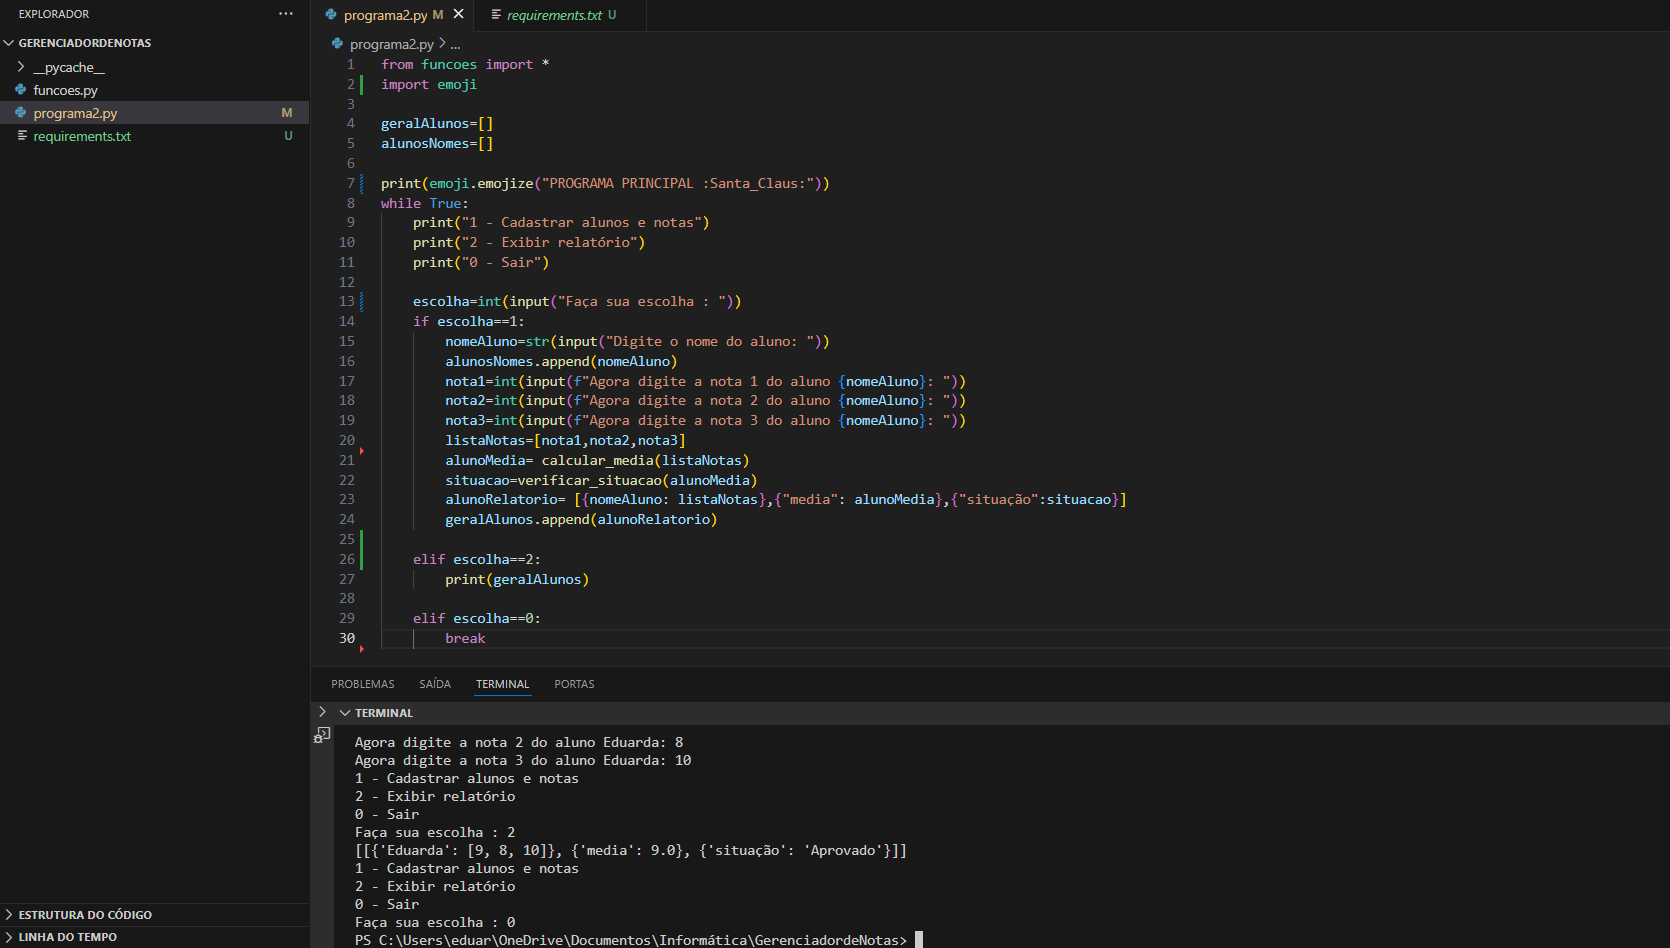 EXPLORADOR
GERENCIADORDENOTAS
__pycache__
funcoes.py
programa2.py M
requirements.txt U
ESTRUTURA DO CÓDIGO
LINHA DO TEMPO
programa2.py M requirements.txt U
programa2.py > ...
1 from funcoes import *
2 import emoji
3
4 geralAlunos=[]
5 alunosNomes=[]
6
7 print(emoji.emojize("PROGRAMA PRINCIPAL :Santa_Claus:"))
8 while True:
9     print("1 - Cadastrar alunos e notas")
10     print("2 - Exibir relatório")
11     print("0 - Sair")
12
13     escolha=int(input("Faça sua escolha : "))
14     if escolha==1:
15         nomeAluno=str(input("Digite o nome do aluno: "))
16         alunosNomes.append(nomeAluno)
17         nota1=int(input(f"Agora digite a nota 1 do aluno {nomeAluno}: "))
18         nota2=int(input(f"Agora digite a nota 2 do aluno {nomeAluno}: "))
19         nota3=int(input(f"Agora digite a nota 3 do aluno {nomeAluno}: "))
20         listaNotas=[nota1,nota2,nota3]
21         alunoMedia= calcular_media(listaNotas)
22         situacao=verificar_situacao(alunoMedia)
23         alunoRelatorio= [{nomeAluno: listaNotas},{"media": alunoMedia},{"situação":situacao}]
24         geralAlunos.append(alunoRelatorio)
25
26     elif escolha==2:
27         print(geralAlunos)
28
29     elif escolha==0:
30         break
PROBLEMAS SAÍDA TERMINAL PORTAS
TERMINAL
Agora digite a nota 2 do aluno Eduarda: 8
Agora digite a nota 3 do aluno Eduarda: 10
1 - Cadastrar alunos e notas
2 - Exibir relatório
0 - Sair
Faça sua escolha : 2
[[{'Eduarda': [9, 8, 10]}, {'media': 9.0}, {'situação': 'Aprovado'}]]
1 - Cadastrar alunos e notas
2 - Exibir relatório
0 - Sair
Faça sua escolha : 0
PS C:\Users\eduar\OneDrive\Documentos\Informática\GerenciadordeNotas>